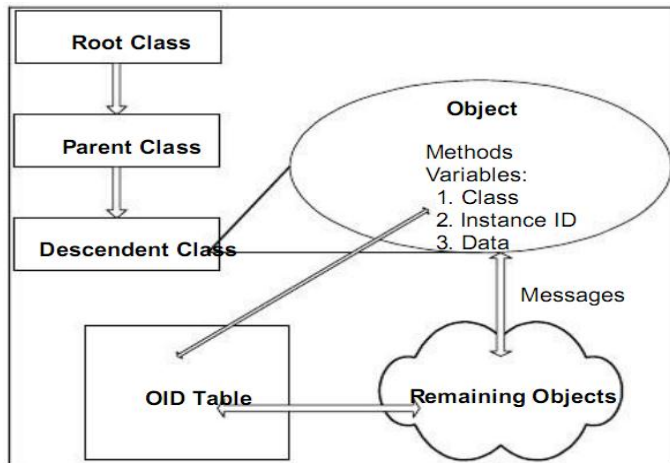 Root Class
Parent Class
Descendent Class
Object
Methods
Variables:
1. Class
2. Instance ID
3. Data
Messages
OID Table
Remaining Objects